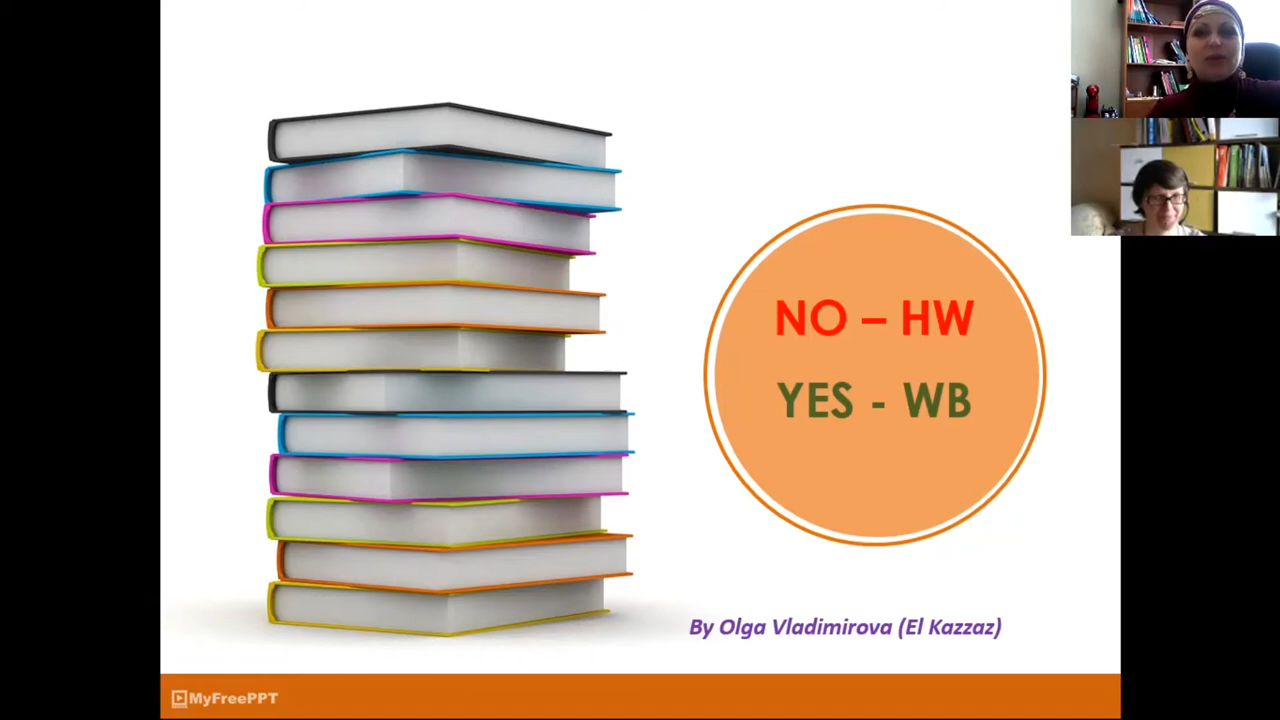 NO – HW
YES - WB
By Olga Vladimirova (El Kazzaz)
MyFreePPT